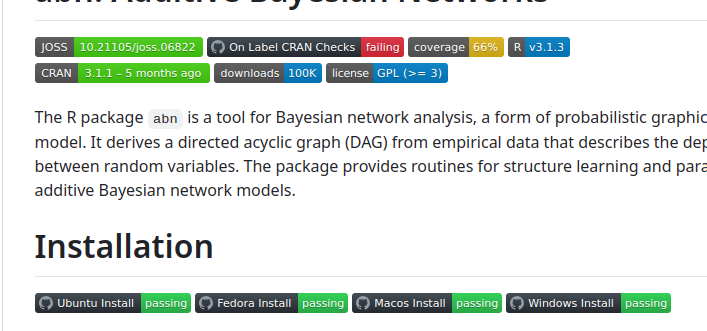 abn: Additive Bayesian Networks
JOSS 10.21105/joss.06822 On Label CRAN Checks failing coverage 66% R v3.1.3
CRAN 3.1.1 – 5 months ago downloads 100K license GPL (>= 3)
The R package abn is a tool for Bayesian network analysis, a form of probabilistic graphic
model. It derives a directed acyclic graph (DAG) from empirical data that describes the dep
between random variables. The package provides routines for structure learning and para
additive Bayesian network models.
Installation
Ubuntu Install passing Fedora Install passing Macos Install passing Windows Install passing